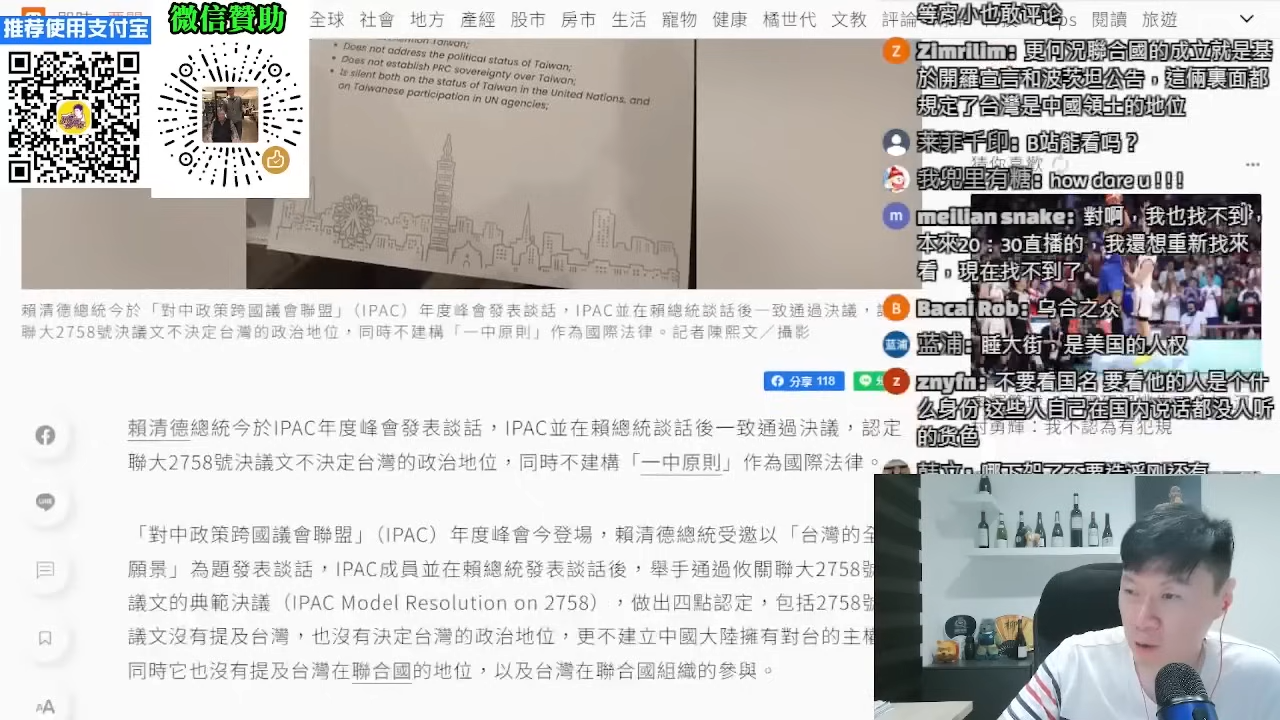 微信贊助
推荐使用支付宝
全球 社會 地方 產經 股市 房市 生活 寵物 健康 橘世代 文教 評論
閱讀 旅遊
Does not address the political status of Taiwan;
Does not establish PRC sovereignty over Taiwan;
Is silent both on the status of Taiwan in the United Nations, and
on Taiwanese participation in UN agencies;
賴清德總統今於「對中政策跨國議會聯盟」（IPAC）年度峰會發表談話，IPAC並在賴總統談話後一致通過決議，
聯大2758號決議文不決定台灣的政治地位，同時不建構「一中原則」作為國際法律。記者陳熙文／攝影
分享 118
賴清德總統今於IPAC年度峰會發表談話，IPAC並在賴總統談話後一致通過決議，認定
聯大2758號決議文不決定台灣的政治地位，同時不建構「一中原則」作為國際法律。
「對中政策跨國議會聯盟」（IPAC）年度峰會今登場，賴清德總統受邀以「台灣的全
願景」為題發表談話，IPAC成員並在賴總統發表談話後，舉手通過攸關聯大2758號
議文的典範決議（IPAC Model Resolution on 2758），做出四點認定，包括2758號
議文沒有提及台灣，也沒有決定台灣的政治地位，更不建立中國大陸擁有對台的主權
同時它也沒有提及台灣在聯合國的地位，以及台灣在聯合國組織的參與。
LINE
AA
等宵小也敢评论
Z Zimrilim: 更何況聯合國的成立就是基
於開羅宣言和波茨坦公告，這倆裏面都
規定了台灣是中國領土的地位
莱菲千印: B站能看吗？
猜你喜歡
我兜里有糖: how dare u ! ! !
m meilian snake: 對啊，我也找不到，
本來20：30直播的，我還想重新找來
看，現在找不到了
B Bacai Rob: 乌合之众
蓝浦 蓝浦: 睡大街，是美国的人权
z znyfn: 不要看国名 要看他的人是个什
么身份 这些人自己在国内说话都没人听
的货色
付勇輝：我不認為有犯規